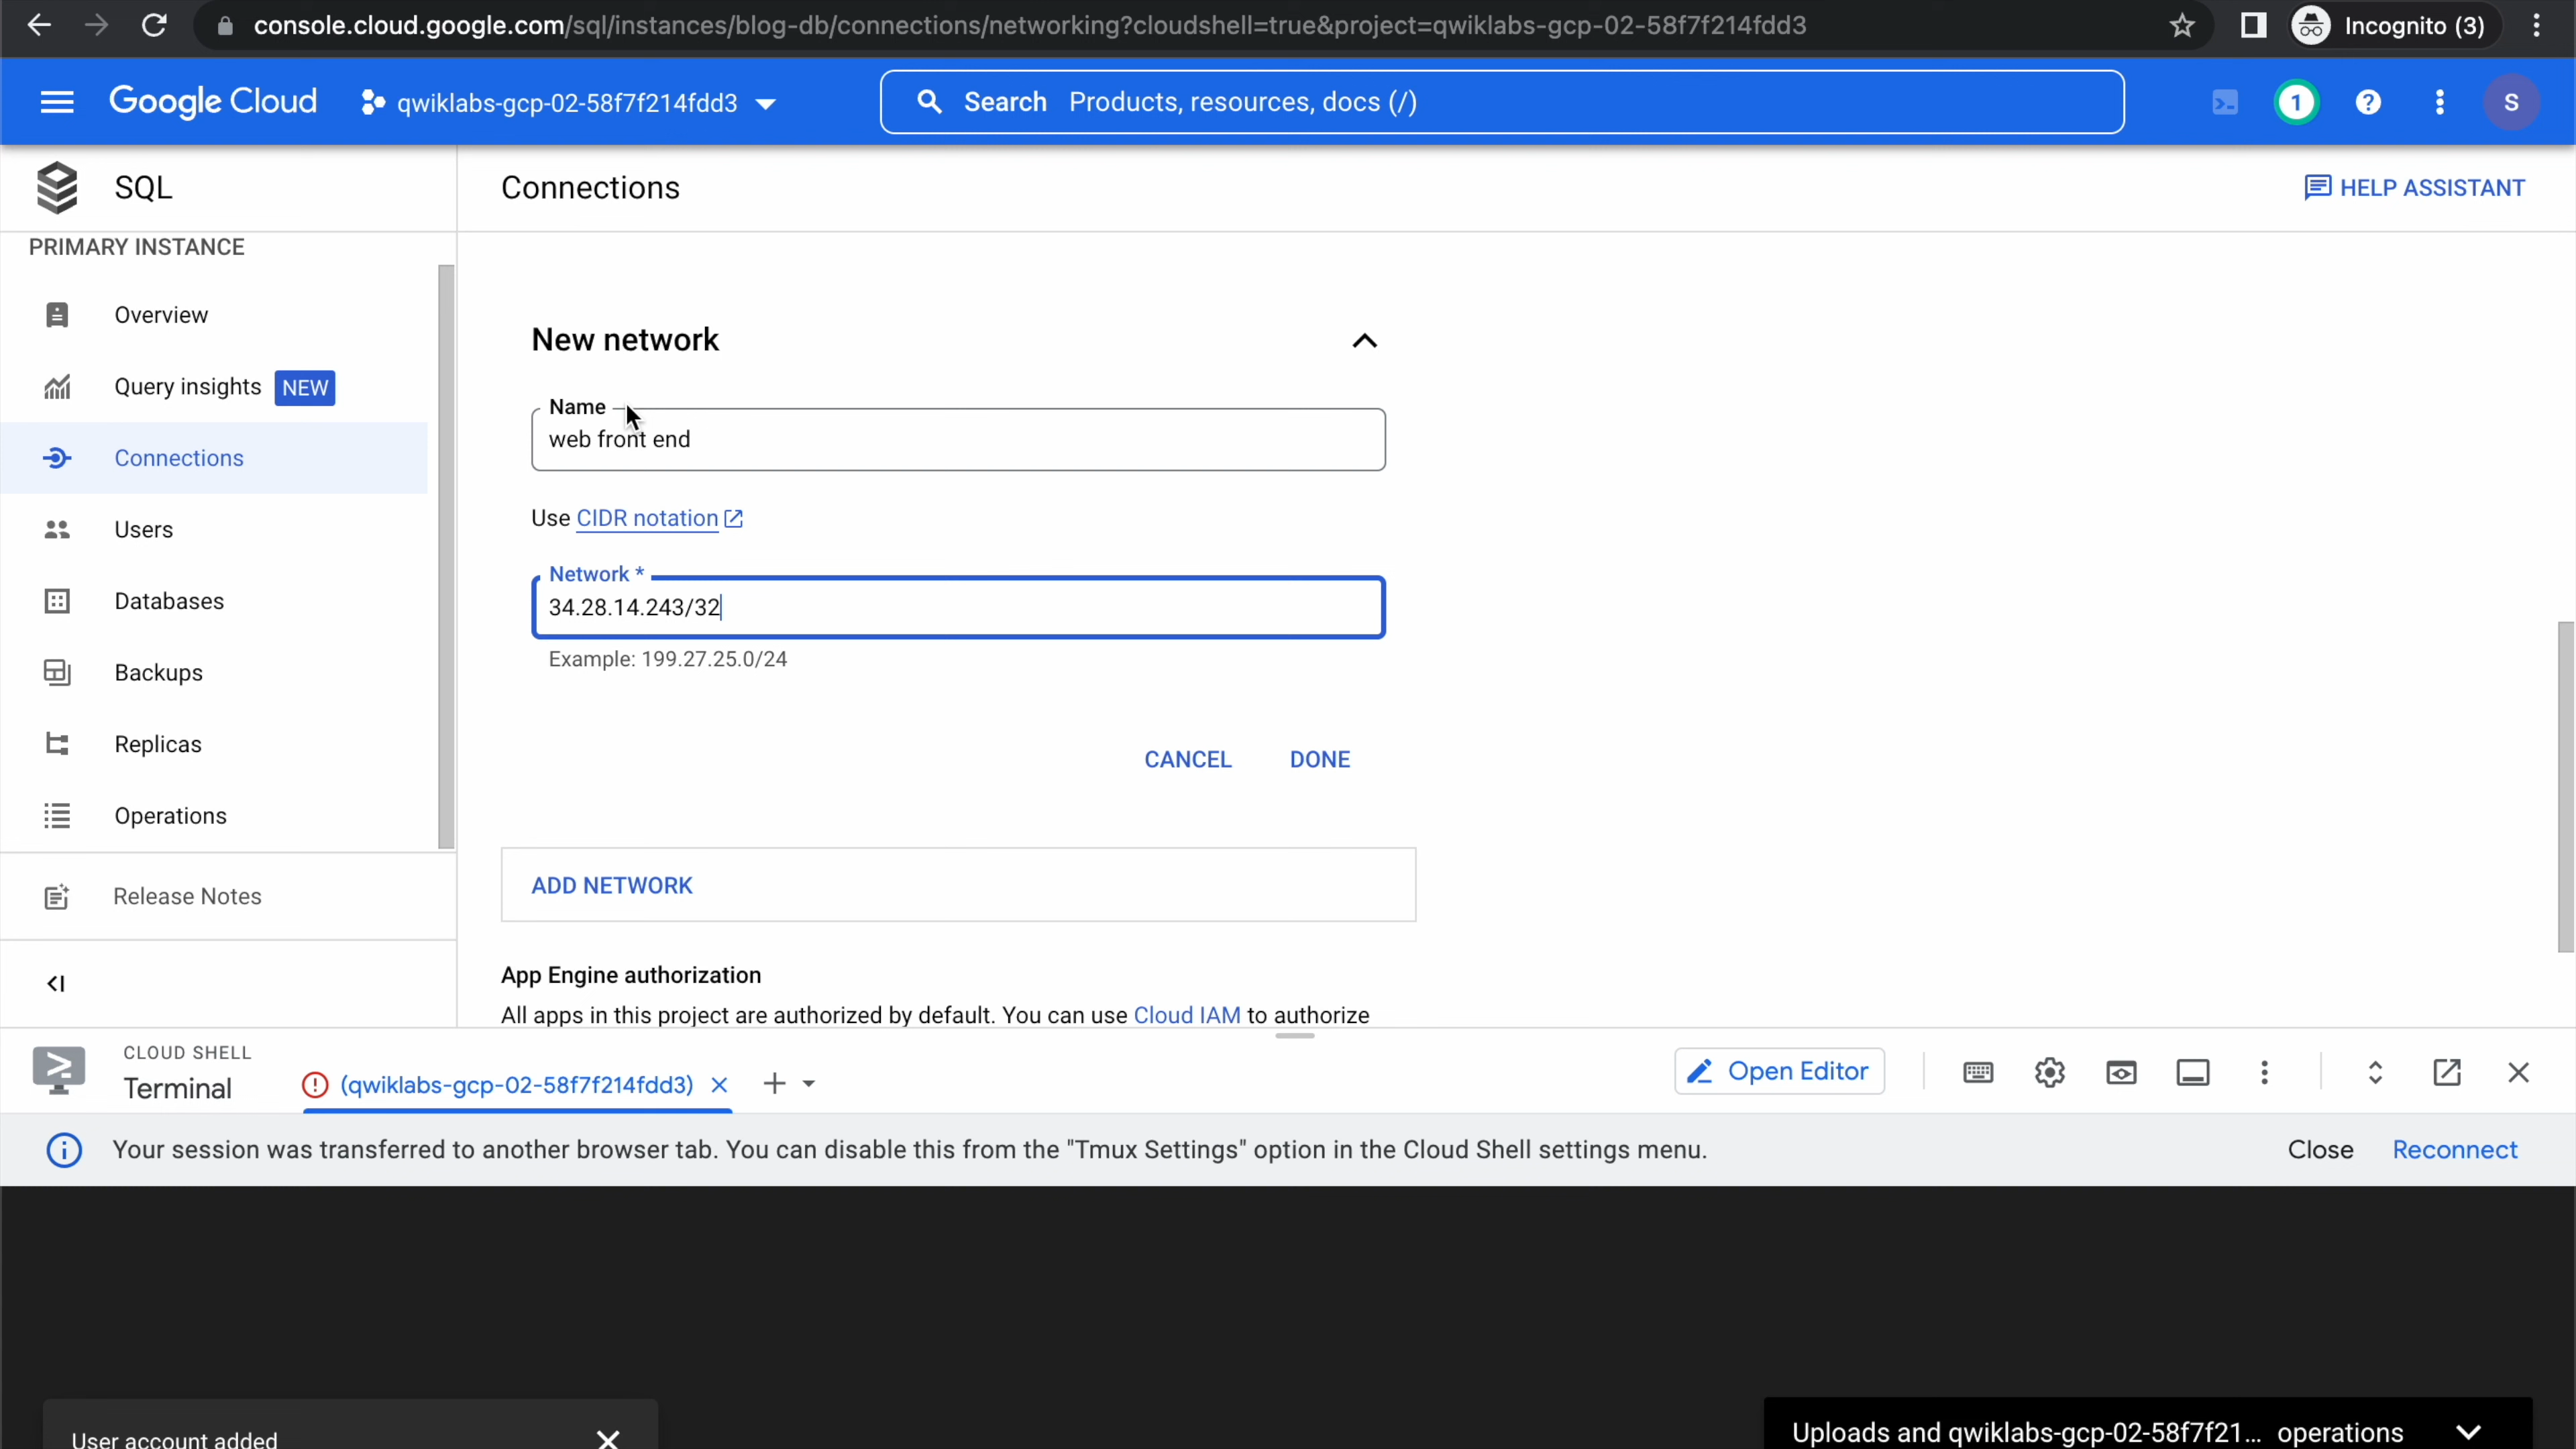 console.cloud.google.com/sql/instances/blog-db/connections/networking?cloudshell=true&project=qwiklabs-gcp-02-58f7f214fdd3
Incognito (3)
Google Cloud
qwiklabs-gcp-02-58f7f214fdd3
Search Products, resources, docs (/)
1
?
S
SQL
Connections
HELP ASSISTANT
PRIMARY INSTANCE
Overview
Query insights NEW
Connections
Users
Databases
Backups
Replicas
Operations
Release Notes
New network
Name
web front end
Use CIDR notation
Network *
34.28.14.243/32
Example: 199.27.25.0/24
CANCEL
DONE
ADD NETWORK
App Engine authorization
All apps in this project are authorized by default. You can use Cloud IAM to authorize
CLOUD SHELL
Terminal
(qwiklabs-gcp-02-58f7f214fdd3)
Open Editor
Your session was transferred to another browser tab. You can disable this from the "Tmux Settings" option in the Cloud Shell settings menu.
Close
Reconnect
User account added
Uploads and qwiklabs-gcp-02-58f7f21... operations